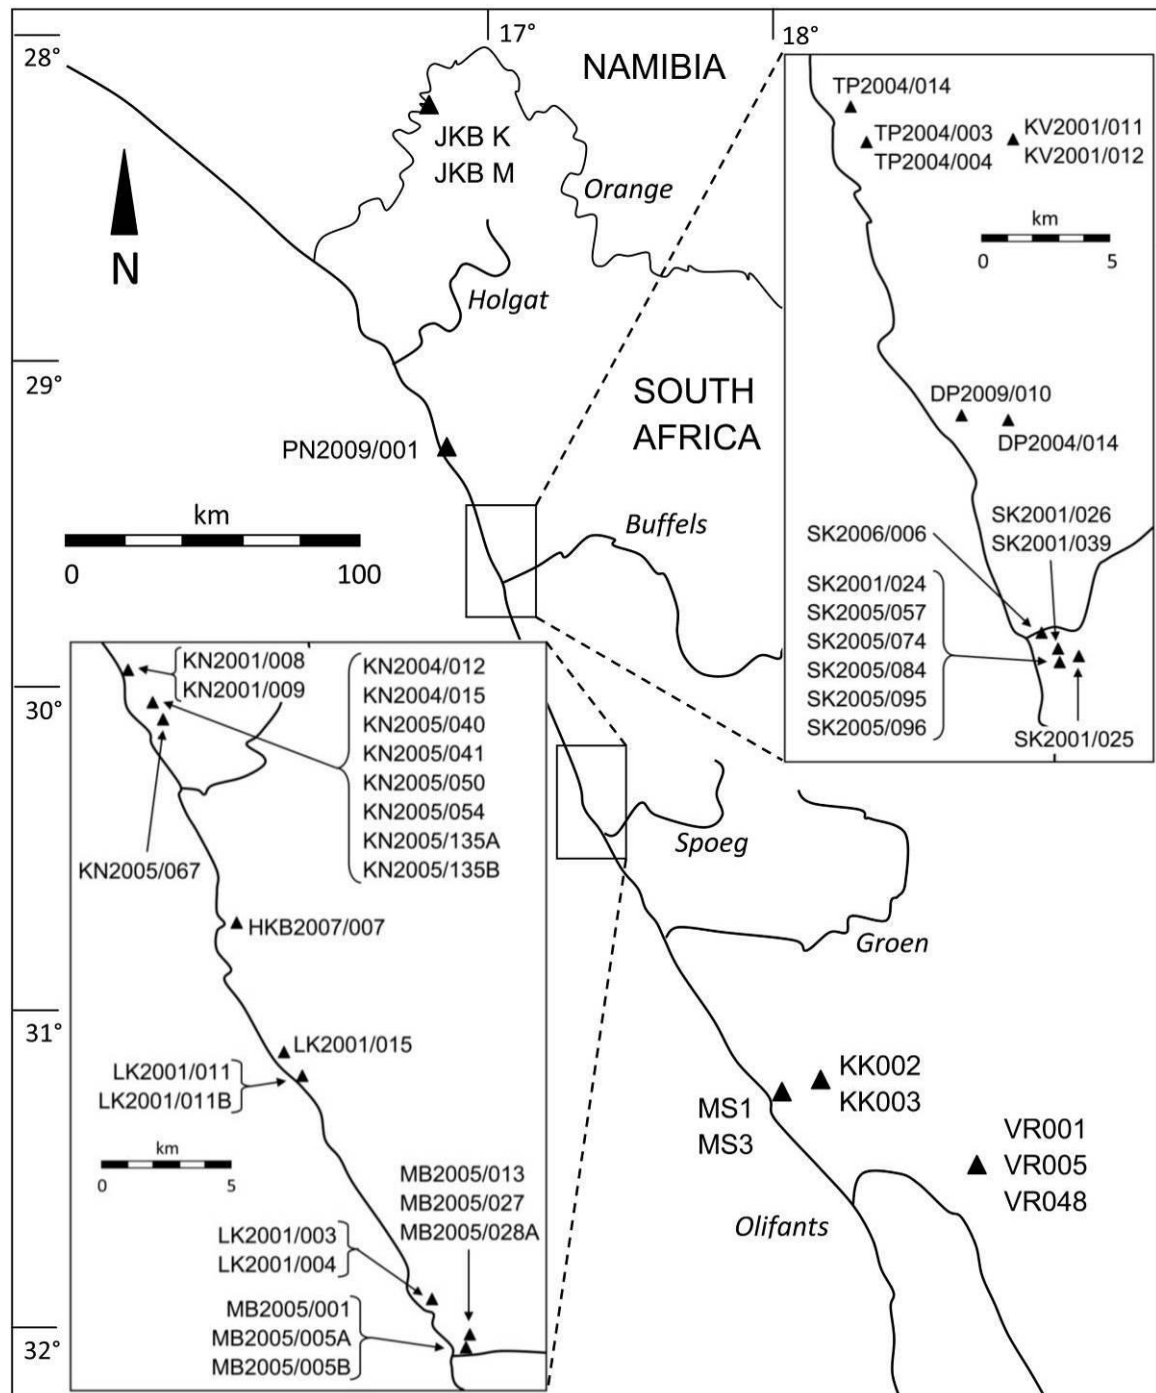 17°
18°
28°
NAMIBIA
JKB K
JKB M
Orange
N
Holgat
29°
SOUTH
AFRICA
PN2009/001
km
0
100
Buffels
30°
Spoeg
Groen
31°
KK002
KK003
MS1
MS3
VR001
VR005
VR048
Olifants
32°
TP2004/014
TP2004/003
TP2004/004
KV2001/011
KV2001/012
km
0
5
DP2009/010
DP2004/014
SK2001/026
SK2001/039
SK2006/006
SK2001/024
SK2005/057
SK2005/074
SK2005/084
SK2005/095
SK2005/096
SK2001/025
KN2001/008
KN2001/009
KN2004/012
KN2004/015
KN2005/040
KN2005/041
KN2005/050
KN2005/054
KN2005/135A
KN2005/135B
KN2005/067
HKB2007/007
LK2001/015
LK2001/011
LK2001/011B
km
0
5
MB2005/013
MB2005/027
MB2005/028A
LK2001/003
LK2001/004
MB2005/001
MB2005/005A
MB2005/005B